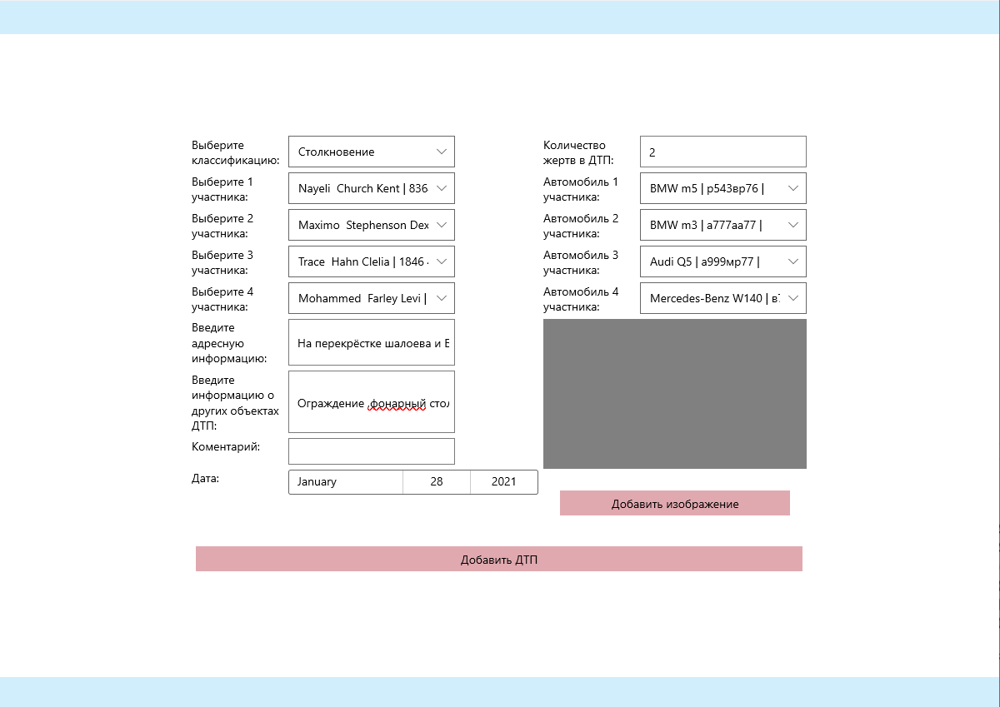 Выберите
классификацию:
Столкновение
Количество
жертв в ДТП:
2
Выберите 1
участника:
Nayeli  Church Kent | 836
Автомобиль 1
участника:
BMW m5 | р543вр76 |
Выберите 2
участника:
Maximo  Stephenson Dex
Автомобиль 2
участника:
BMW m3 | а777аа77 |
Выберите 3
участника:
Trace  Hahn Clelia | 1846
Автомобиль 3
участника:
Audi Q5 | а999мр77 |
Выберите 4
участника:
Mohammed  Farley Levi |
Автомобиль 4
участника:
Mercedes-Benz W140 | в
Введите
адресную
информацию:
На перекрёстке шалоева и
Введите
информацию о
других объектах
ДТП:
Ограждение ,фонарный стол
Коментарий:
Дата:
January 28 2021
Добавить изображение
Добавить ДТП